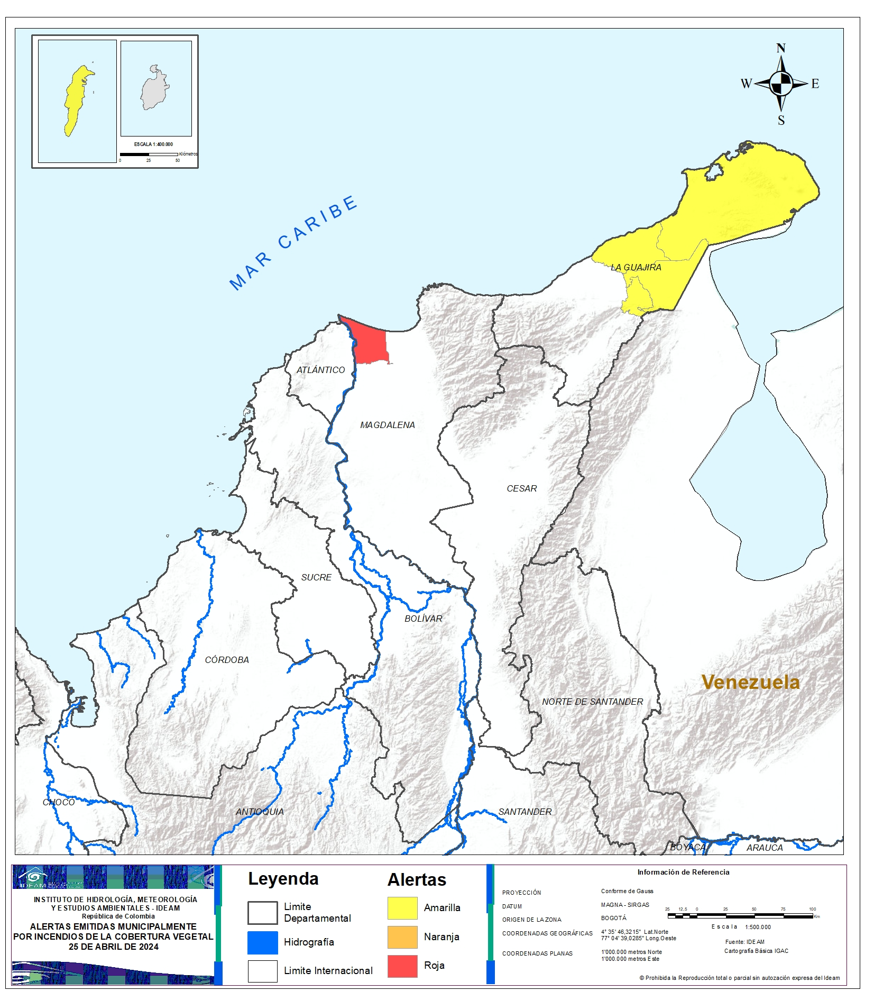 N
W
E
S
ESCALA 1:400.000
Kilómetros
0 25 50
MAR CARIBE
LA GUAJIRA
ATLÁNTICO
MAGDALENA
CESAR
SUCRE
BOLÍVAR
CÓRDOBA
Venezuela
NORTE DE SANTANDER
CHOCÓ
ANTIOQUIA
SANTANDER
BOYACÁ
ARAUCA
IDEAM
INSTITUTO DE HIDROLOGÍA, METEOROLOGÍA
Y ESTUDIOS AMBIENTALES - IDEAM
República de Colombia
ALERTAS EMITIDAS MUNICIPALMENTE
POR INCENDIOS DE LA COBERTURA VEGETAL
25 DE ABRIL DE 2024
Leyenda
Limite
Departamental
Hidrografía
Limite Internacional
Alertas
Amarilla
Naranja
Roja
Información de Referencia
PROYECCIÓN Conforme de Gauss
DATUM MAGNA - SIRGAS
ORIGEN DE LA ZONA BOGOTÁ
COORDENADAS GEOGRÁFICAS 4° 35' 46,3215" Lat.Norte
77° 04' 39,0285" Long.Oeste
COORDENADAS PLANAS 1'000.000 metros Norte
1'000.000 metros Este
25 12,5 0 25 50 75 100
Km
Escala 1:500.000
Fuente: IDEAM
Cartografía Básica IGAC
© Prohibida la Reproducción total o parcial sin autozación expresa del Ideam